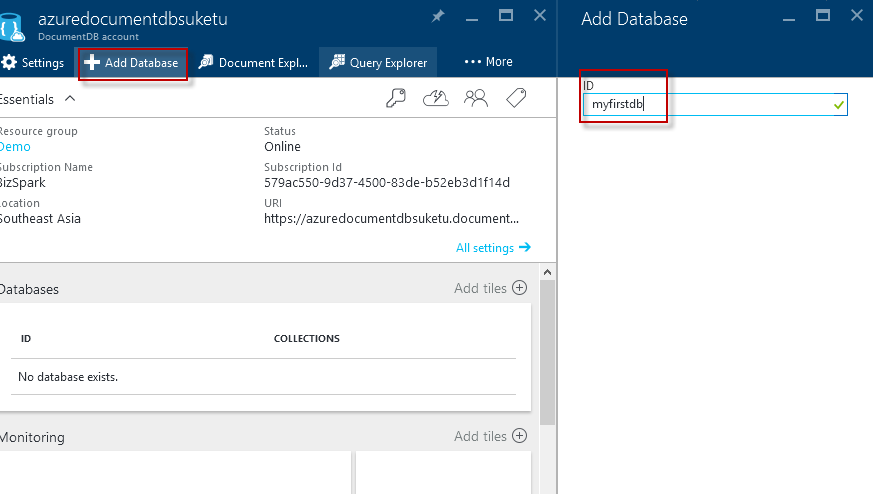 azuredocumentdbsuketu
DocumentDB account
Settings
Add Database
Document Expl...
Query Explorer
More
Essentials
Resource group
Demo
Status
Online
Subscription Name
BizSpark
Subscription Id
579ac550-9d37-4500-83de-b52eb3d1f14d
Location
Southeast Asia
URI
https://azuredocumentdbsuketu.document...
All settings
Databases
Add tiles
ID
COLLECTIONS
No database exists.
Monitoring
Add tiles
Add Database
ID
myfirstdb